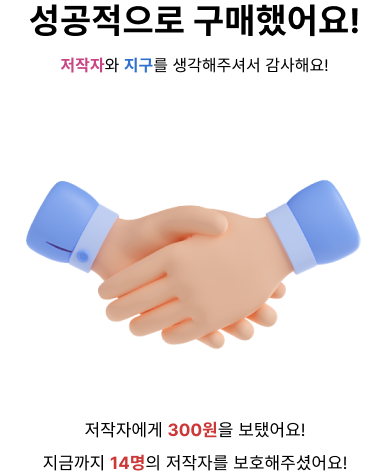 성공적으로 구매했어요!
저작자와 지구를 생각해주셔서 감사해요!
저작자에게 300원을 보탰어요!
지금까지 14명의 저작자를 보호해주셨어요!